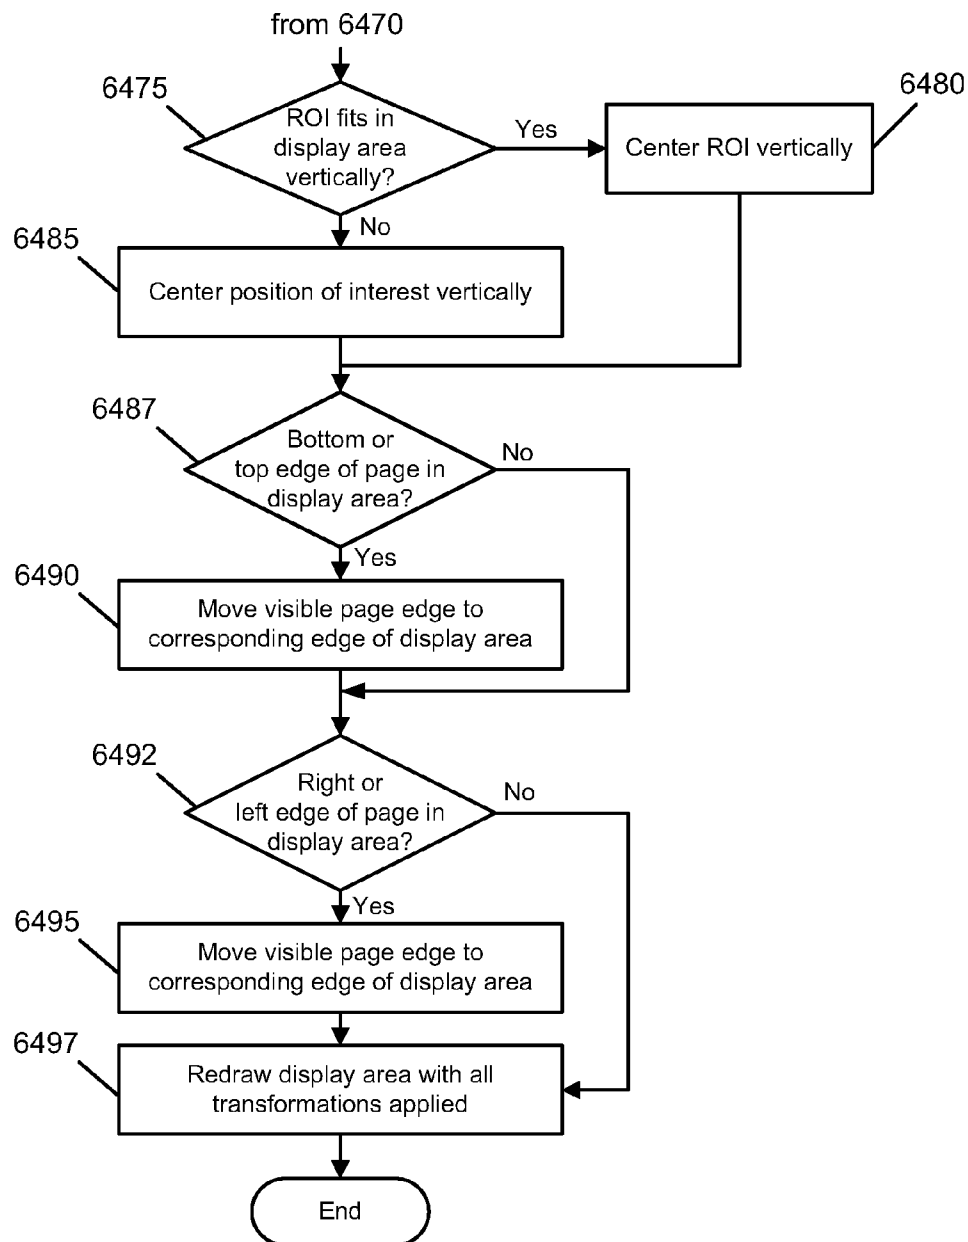 from 6470
6475
ROI fits in
display area
vertically?
Yes
6480
Center ROI vertically
No
6485
Center position of interest vertically
6487
Bottom or
top edge of page in
display area?
No
Yes
6490
Move visible page edge to
corresponding edge of display area
6492
Right or
left edge of page in
display area?
No
Yes
6495
Move visible page edge to
corresponding edge of display area
6497
Redraw display area with all
transformations applied
End